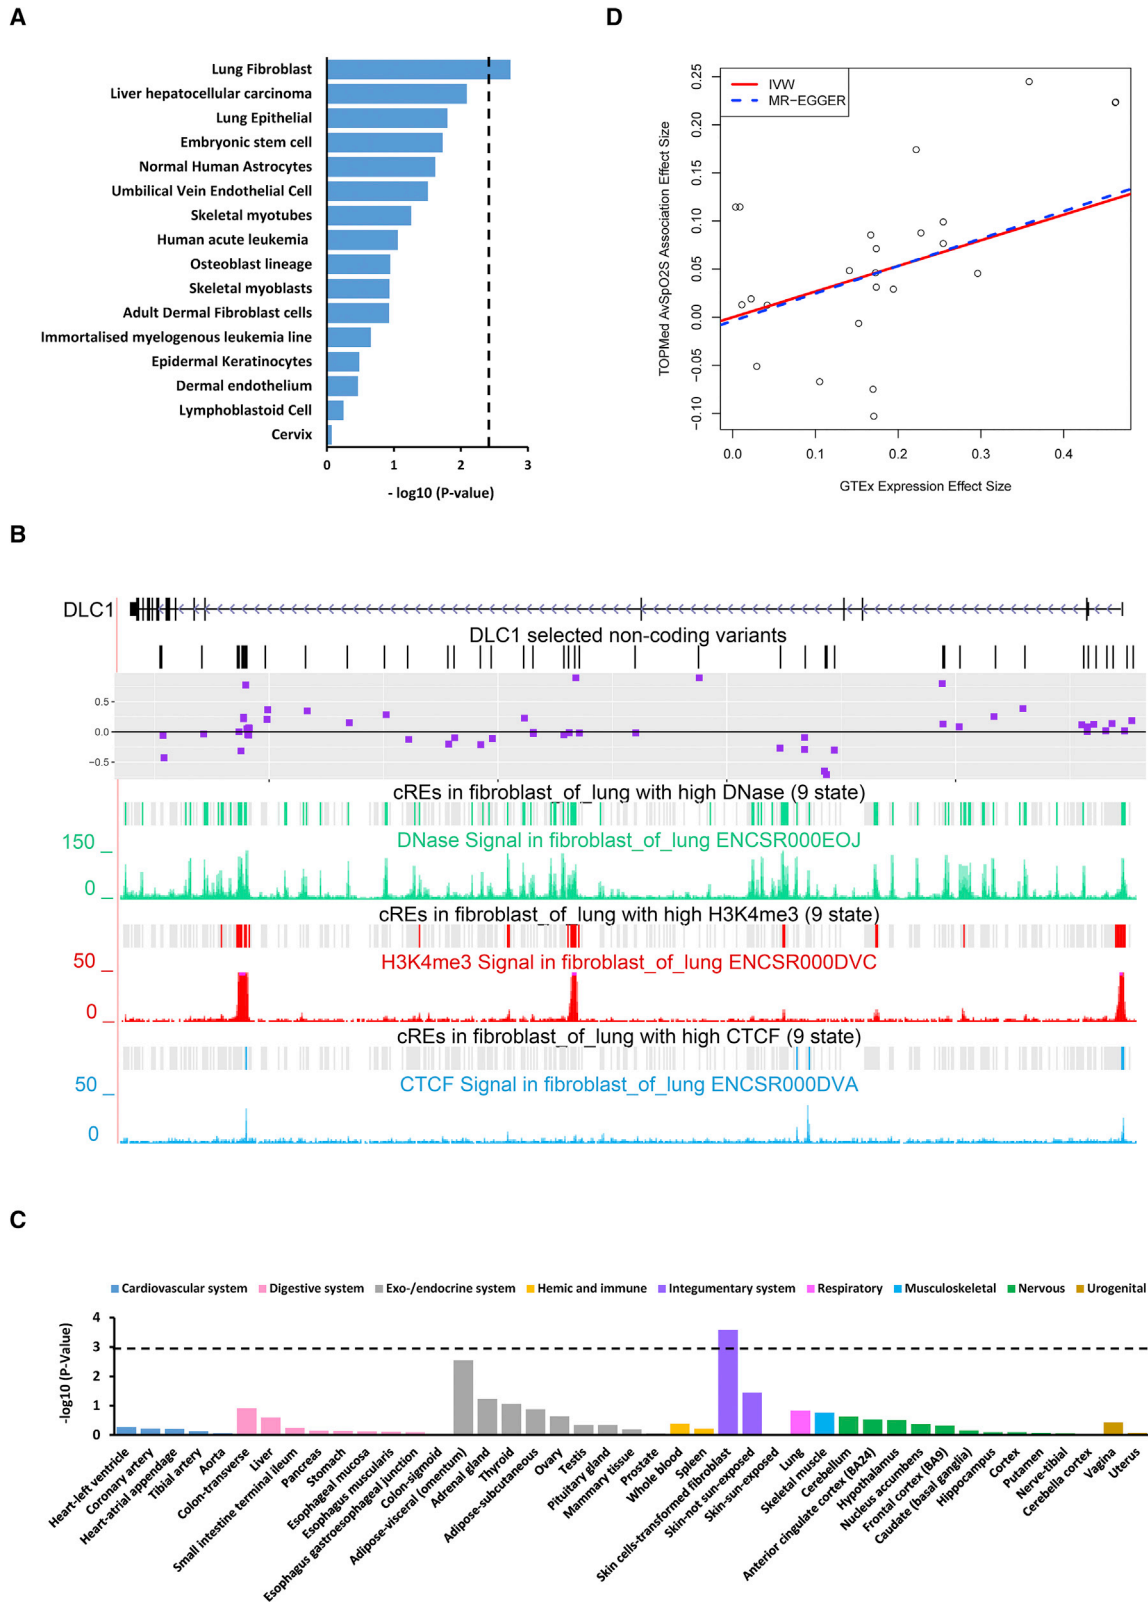 A
Lung Fibroblast
Liver hepatocellular carcinoma
Lung Epithelial
Embryonic stem cell
Normal Human Astrocytes
Umbilical Vein Endothelial Cell
Skeletal myotubes
Human acute leukemia
Osteoblast lineage
Skeletal myoblasts
Adult Dermal Fibroblast cells
Immortalised myelogenous leukemia line
Epidermal Keratinocytes
Dermal endothelium
Lymphoblastoid Cell
Cervix
0 1 2 3
- log10 (P-value)
D
IVW
MR-EGGER
TOPMed AvSpO2S Association Effect Size
0.25
0.20
0.15
0.10
0.05
0.00
−0.05
−0.10
0.0 0.1 0.2 0.3 0.4
GTEx Expression Effect Size
B
DLC1
DLC1 selected non-coding variants
0.5
0.0
−0.5
cREs in fibroblast_of_lung with high DNase (9 state)
150
DNase Signal in fibroblast_of_lung ENCSR000EOJ
0
cREs in fibroblast_of_lung with high H3K4me3 (9 state)
50
H3K4me3 Signal in fibroblast_of_lung ENCSR000DVC
0
cREs in fibroblast_of_lung with high CTCF (9 state)
50
CTCF Signal in fibroblast_of_lung ENCSR000DVA
0
C
Cardiovascular system Digestive system Exo-/endocrine system Hemic and immune Integumentary system Respiratory Musculoskeletal Nervous Urogenital
-log10 (P-Value)
4
3
2
1
0
Heart-left ventricle
Coronary artery
Heart-atrial appendage
Tibial artery
Aorta
Colon-transverse
Liver
Small intestine terminal ileum
Pancreas
Stomach
Esophageal mucosa
Esophagus muscularis
Esophagus gastroesophageal junction
Colon-sigmoid
Adipose-visceral (omentum)
Adrenal gland
Thyroid
Adipose-subcutaneous
Ovary
Testis
Pituitary gland
Mammary tissue
Prostate
Whole blood
Spleen
Skin cells-transformed fibroblast
Skin-not sun-exposed
Skin-sun-exposed
Lung
Skeletal muscle
Cerebellum
Anterior cingulate cortex (BA24)
Hypothalamus
Nucleus accumbens
Frontal cortex (BA9)
Caudate (basal ganglia)
Hippocampus
Cortex
Putamen
Nerve-tibial
Cerebella cortex
Vagina
Uterus